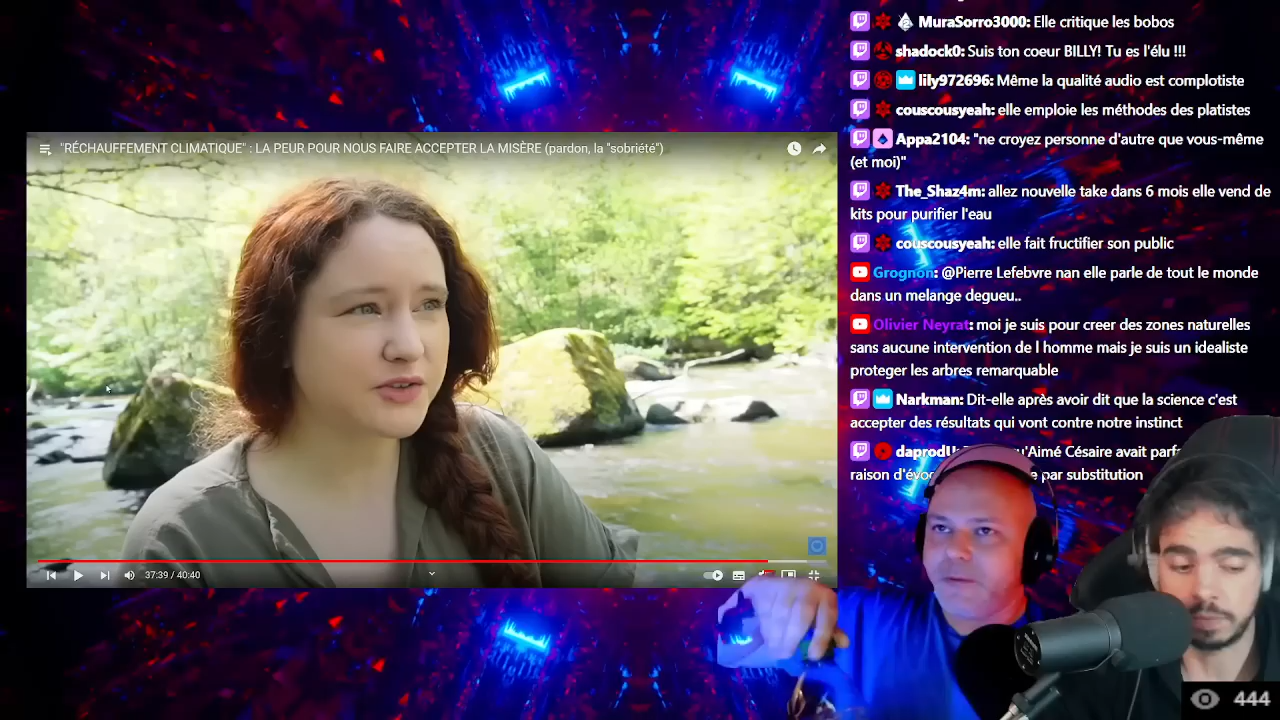 "RÉCHAUFFEMENT CLIMATIQUE" : LA PEUR POUR NOUS FAIRE ACCEPTER LA MISÈRE (pardon, la "sobriété")
37:39 / 40:40
MuraSorro3000: Elle critique les bobos
shadock0: Suis ton coeur BILLY! Tu es l'élu !!!
lily972696: Même la qualité audio est complotiste
couscousyeah: elle emploie les méthodes des platistes
Appa2104: "ne croyez personne d'autre que vous-même
(et moi)"
The_Shaz4m: allez nouvelle take dans 6 mois elle vend de
kits pour purifier l'eau
couscousyeah: elle fait fructifier son public
Grognon: @Pierre Lefebvre nan elle parle de tout le monde
dans un melange degueu..
Olivier Neyrat: moi je suis pour creer des zones naturelles
sans aucune intervention de l homme mais je suis un idealiste
proteger les arbres remarquable
Narkman: Dit-elle après avoir dit que la science c'est
accepter des résultats qui vont contre notre instinct
Aimé Césaire avait
raison par substitution
444